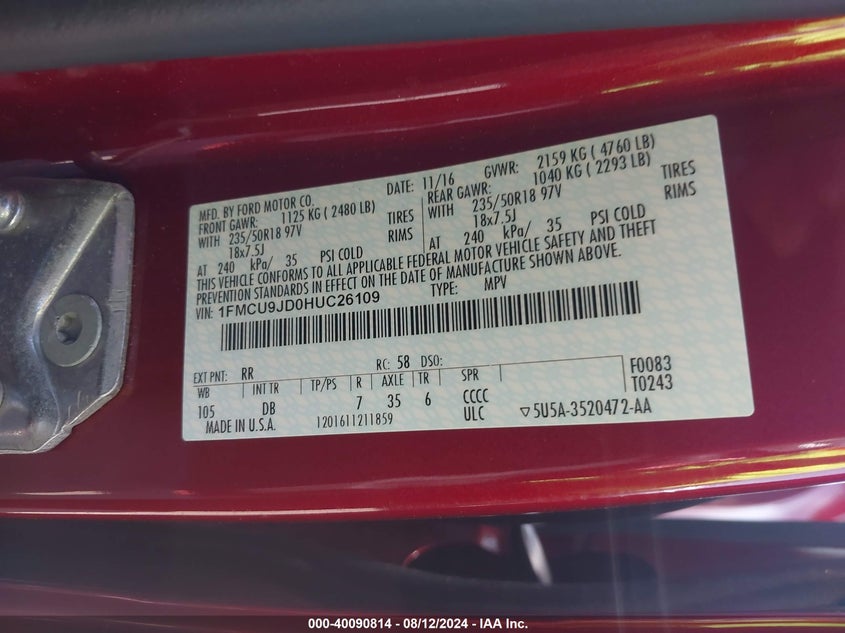 MFD. BY FORD MOTOR CO.
DATE: 11/16 GVWR: 2159 KG ( 4760 LB)
FRONT GAWR: 1125 KG ( 2480 LB) REAR GAWR: 1040 KG ( 2293 LB)
WITH 235/50R18 97V TIRES WITH 235/50R18 97V TIRES
18x7.5J RIMS 18x7.5J RIMS
AT 240 kPa/ 35 PSI COLD AT 240 kPa/ 35 PSI COLD
THIS VEHICLE CONFORMS TO ALL APPLICABLE FEDERAL MOTOR VEHICLE SAFETY AND THEFT
PREVENTION STANDARDS IN EFFECT ON THE DATE OF MANUFACTURE SHOWN ABOVE.
VIN: 1FMCU9JD0HUC26109 TYPE: MPV
EXT PNT: RR RC: 58 DSO: F0083
WB INT TR TP/PS R AXLE TR SPR T0243
105 DB 7 35 6 CCCC
MADE IN U.S.A. 1201611211859 ULC ▽5U5A-3520472-AA
000-40090814 - 08/12/2024 - IAA Inc.